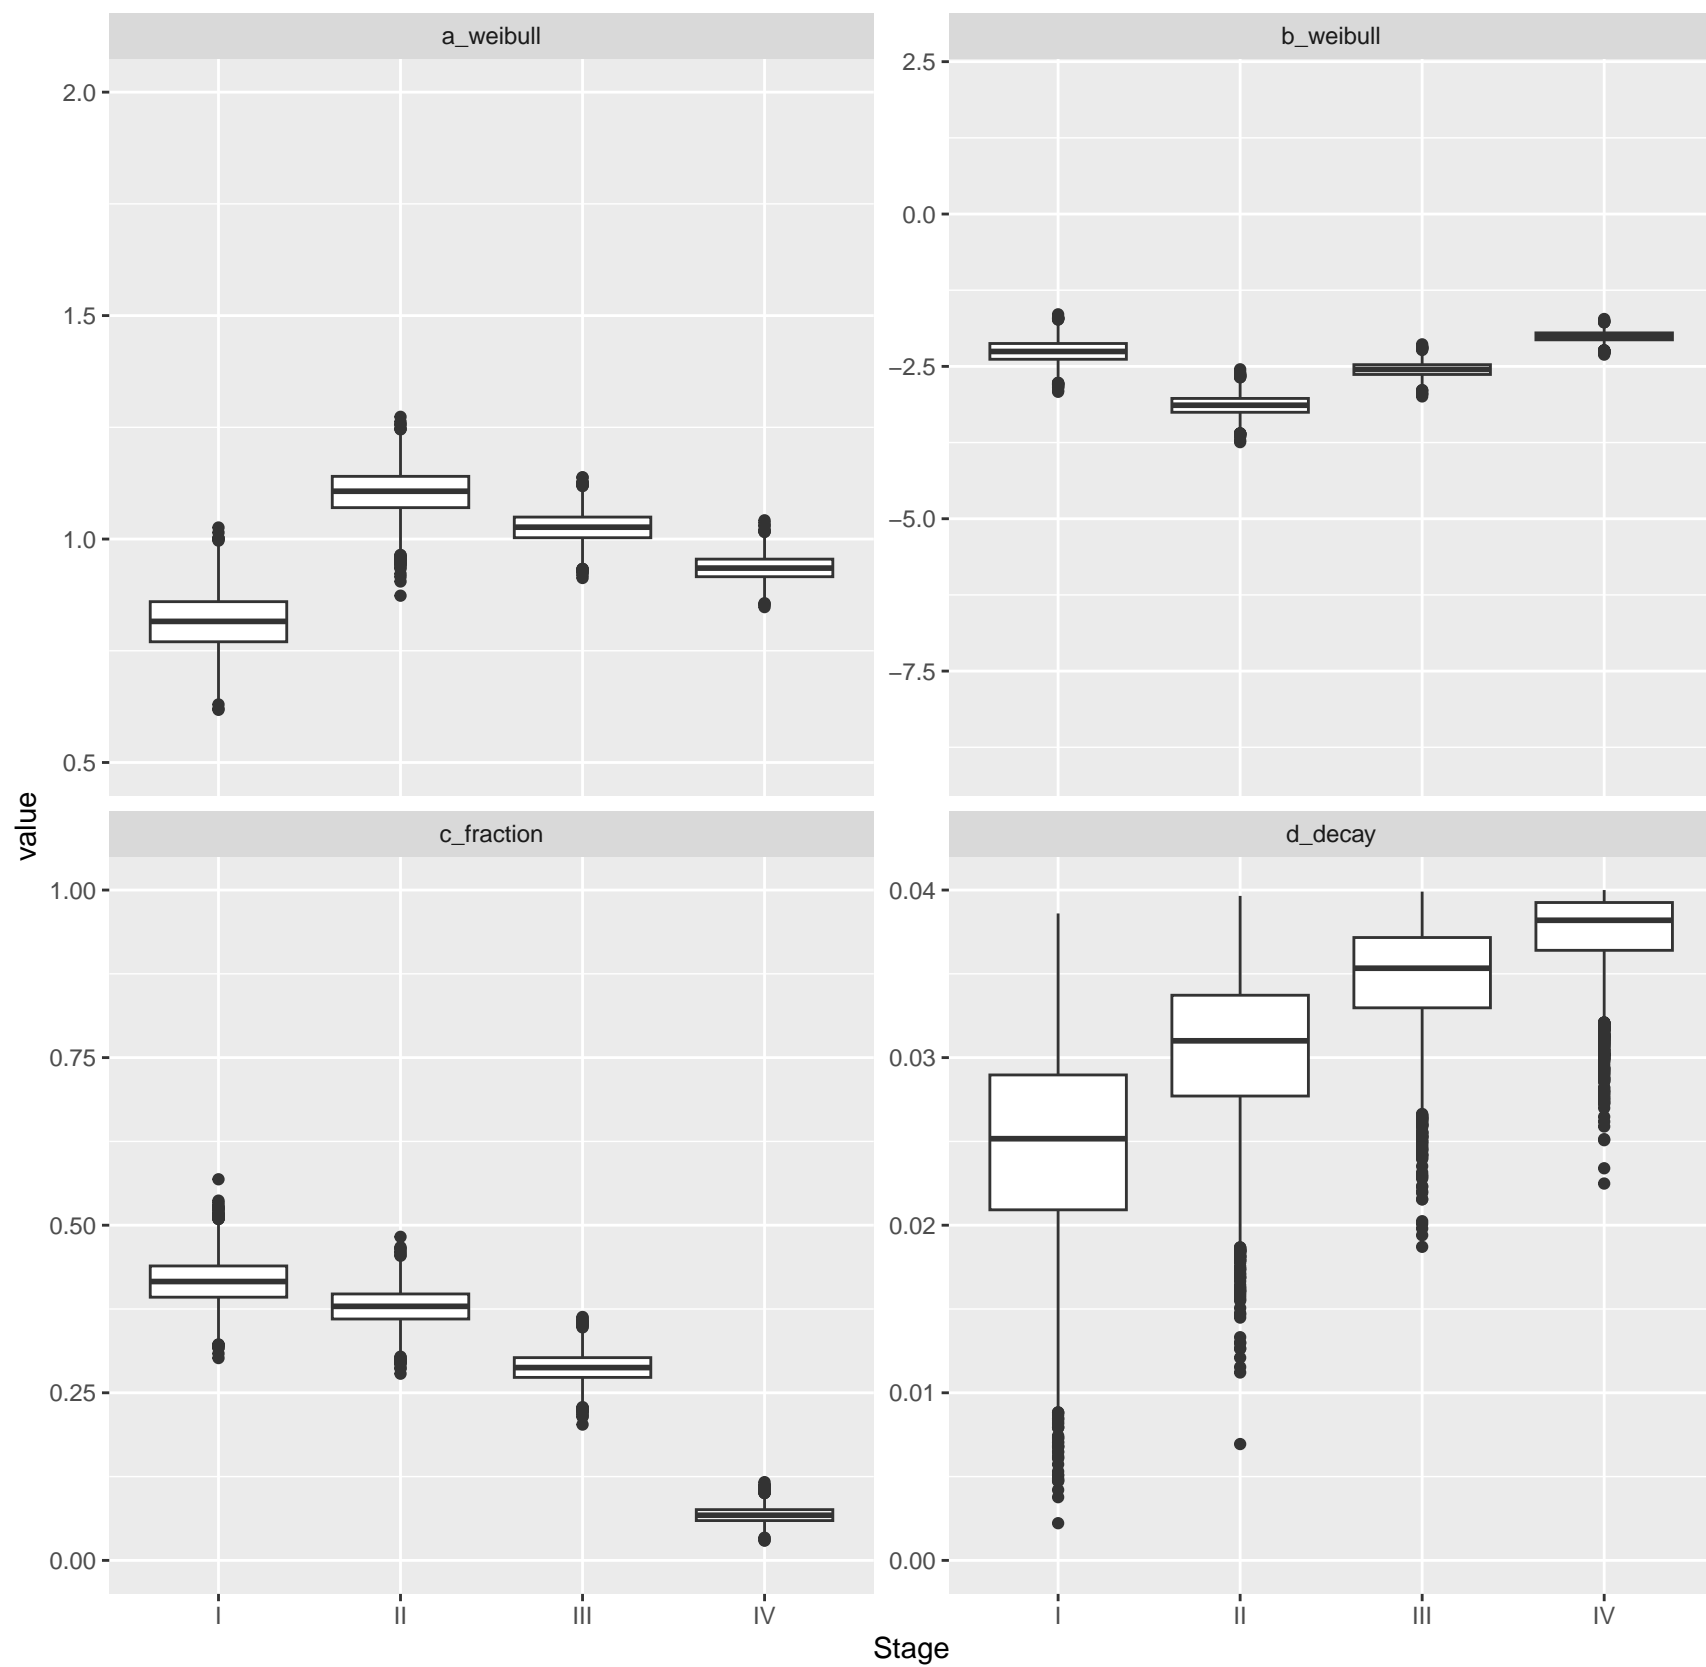 a_weibull
b_weibull
2.0
1.5
1.0
0.5
2.5
0.0
−2.5
−5.0
−7.5
c_fraction
d_decay
1.00
0.75
0.50
0.25
0.00
0.04
0.03
0.02
0.01
0.00
I II III IV
I II III IV
Stage
value